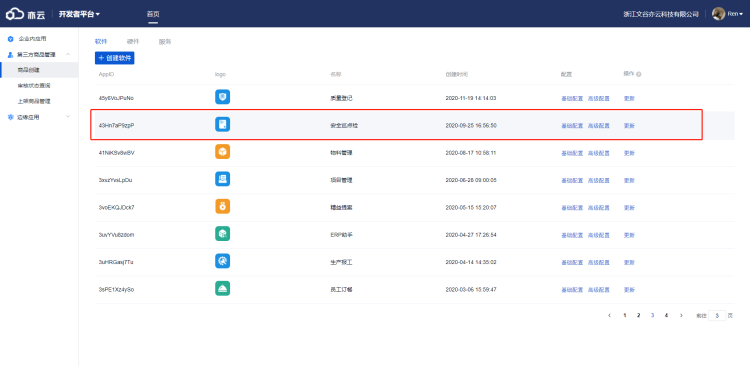 亦云 开发者平台 首页 浙江文谷亦云科技有限公司 Ren
企业内应用
第三方商品管理
商品创建
审核状态查询
上架商品管理
边缘应用
软件 硬件 服务
+ 创建软件
AppID logo 名称 创建时间 配置 操作
45y6VoJPuNo 质量登记 2020-11-19 14:14:03 基础配置 高级配置 更新
43Hn7aP9zpP 安全巡点检 2020-09-25 16:56:50 基础配置 高级配置 更新
41NiKSv8wBV 物料管理 2020-08-17 10:58:11 基础配置 高级配置 更新
3xxzYvsLpDu 项目管理 2020-06-28 09:00:05 基础配置 高级配置 更新
3voEKQJDck7 精益提案 2020-05-15 15:20:07 基础配置 高级配置 更新
3uvYVu8zdom ERP助手 2020-04-27 17:26:54 基础配置 高级配置 更新
3uHRGasj7Tu 生产报工 2020-04-14 14:35:02 基础配置 高级配置 更新
3sPE1Xz4ySo 员工订餐 2020-03-06 15:59:47 基础配置 高级配置 更新
< 1 2 3 4 > 前往 3 页